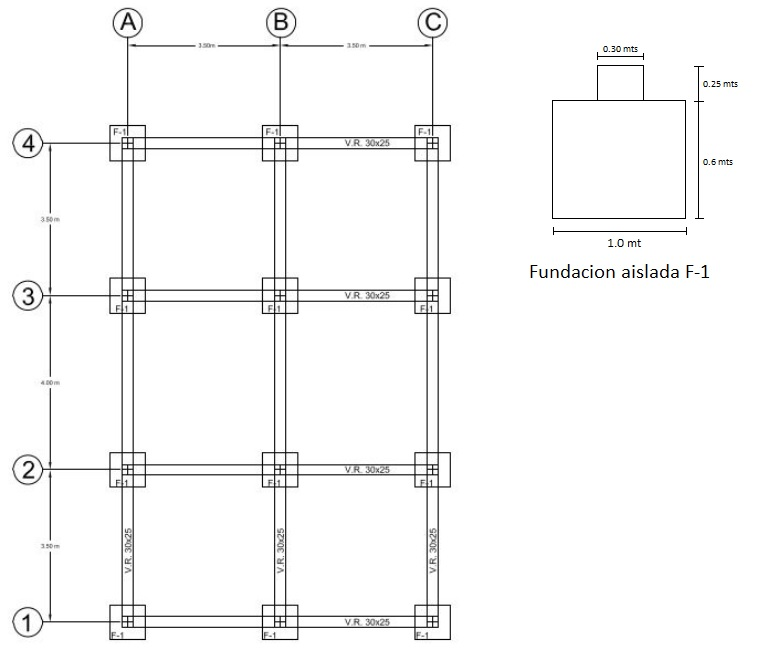 A B C
3.50m 3.50 m
0.30 mts
0.25 mts
0.6 mts
1.0 mt
Fundacion aislada F-1
4 F-1 F-1 F-1
V.R. 30x25
3.50 m
3 V.R. 30x25
F-1 F-1 F-1
4.00 m
2 V.R. 30x25
F-1 F-1 F-1
3.50 m
V.R. 30x25 V.R. 30x25 V.R. 30x25
1 V.R. 30x25
F-1 F-1 F-1